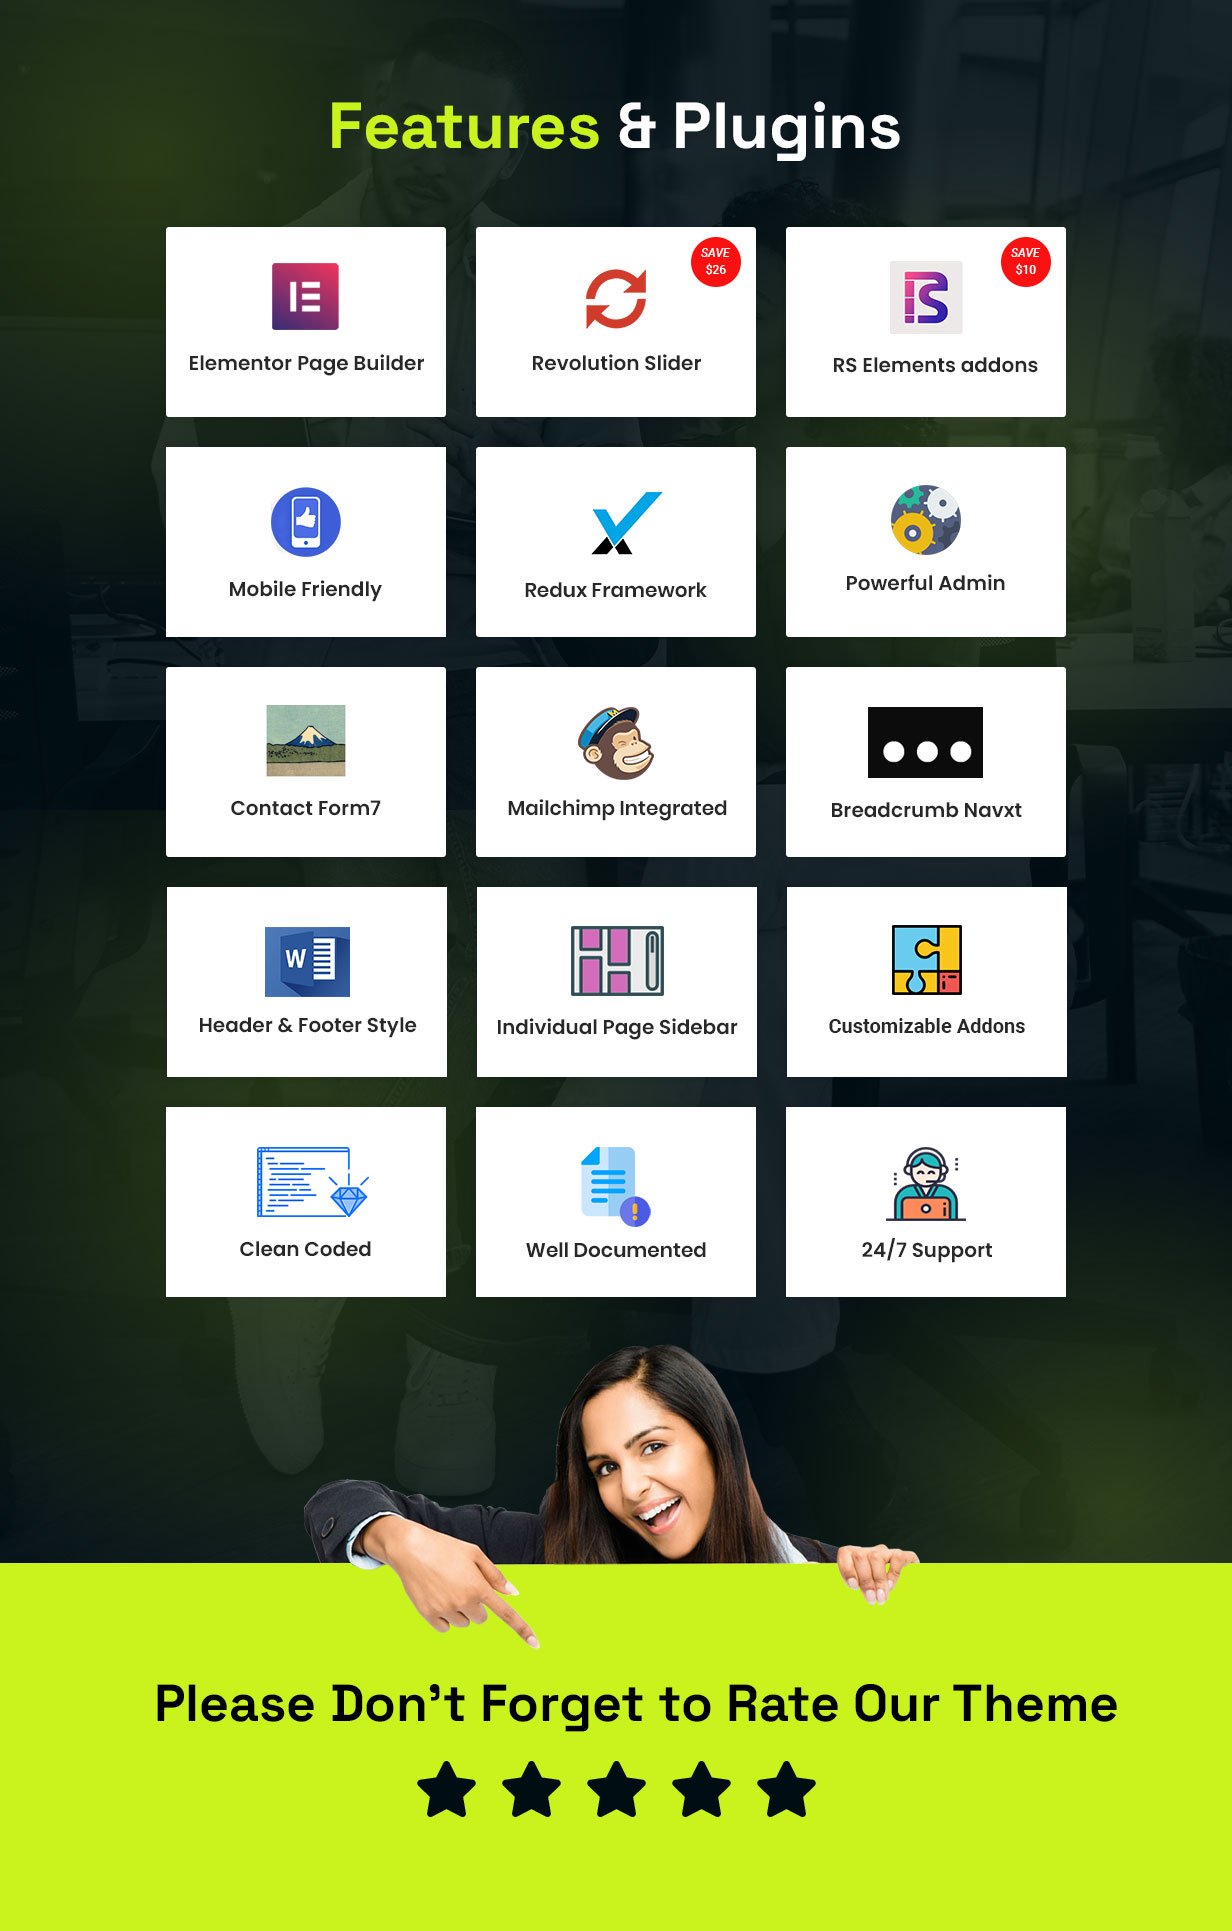 Features & Plugins
SAVE
$26
SAVE
$10
Elementor Page Builder
Revolution Slider
RS Elements addons
Mobile Friendly
Redux Framework
Powerful Admin
Contact Form7
Mailchimp Integrated
Breadcrumb Navxt
W
Header & Footer Style
Individual Page Sidebar
Customizable Addons
Clean Coded
Well Documented
24/7 Support
Please Don't Forget to Rate Our Theme